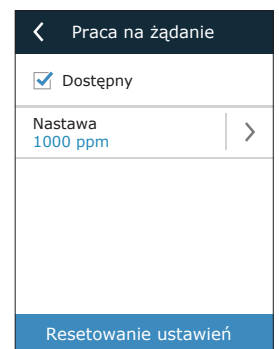 Praca na żądanie
Dostępny
Nastawa
1000 ppm
Resetowanie ustawień